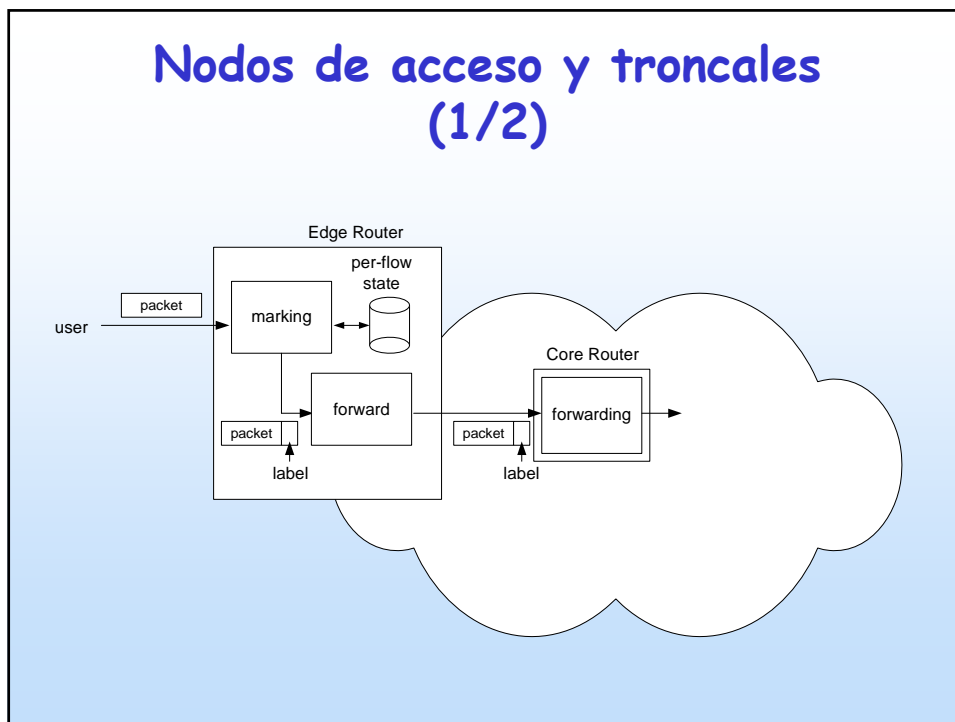 Nodos de acceso y troncales
(1/2)
Edge Router
per-flow
state
packet
marking
user
Core Router
forward
forwarding
packet
packet
label
label